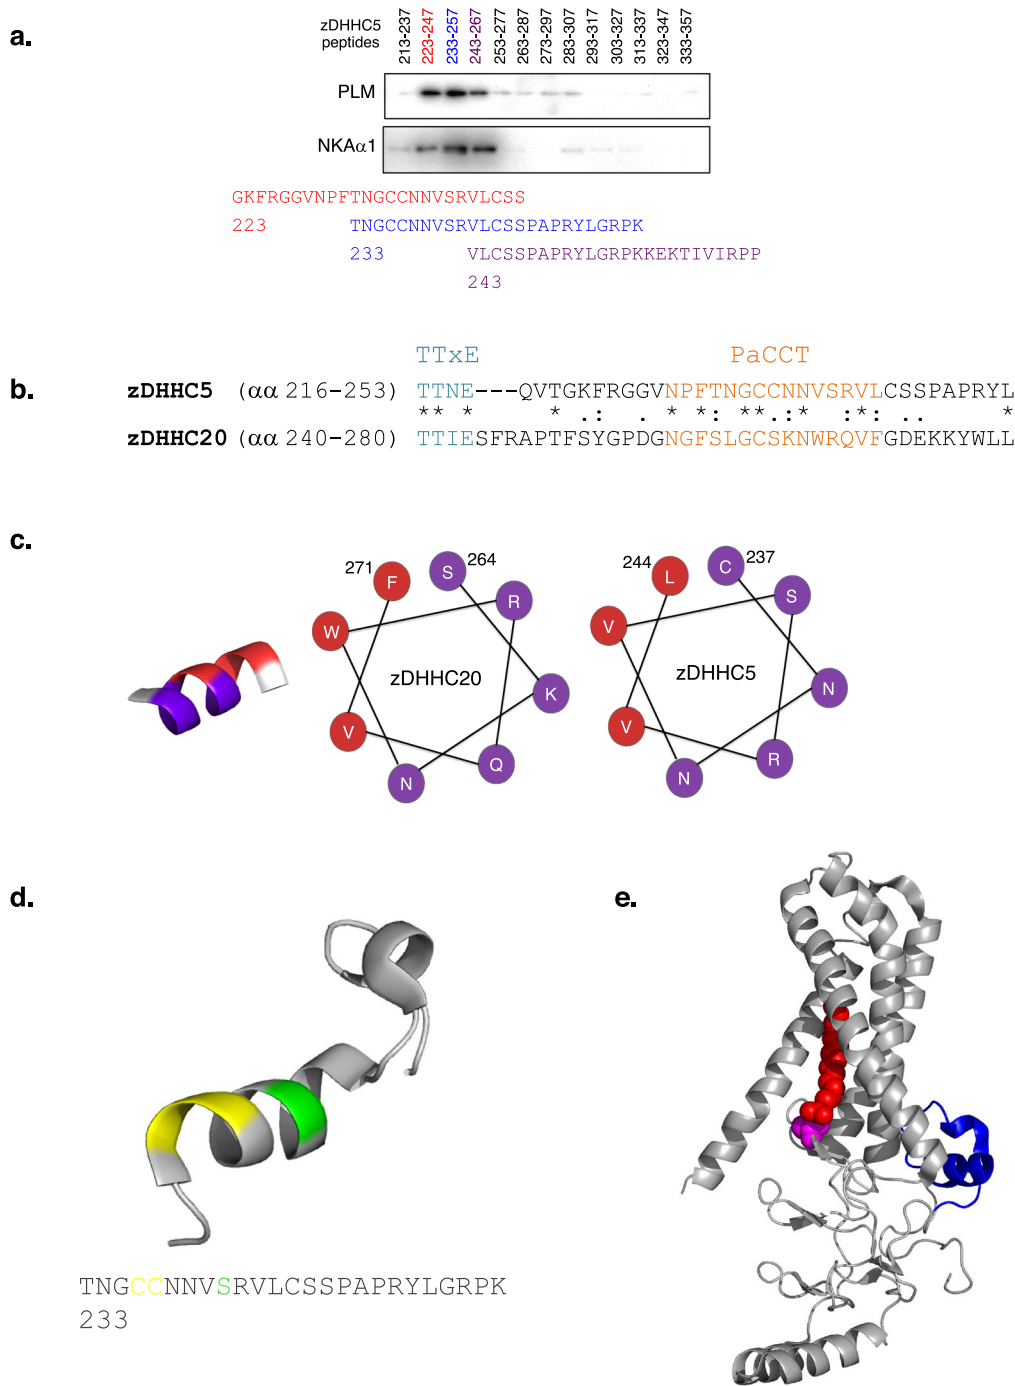 a.
zDHHC5 peptides
213-237
223-247
233-257
243-267
253-277
263-287
273-297
283-307
293-317
303-327
313-337
323-347
333-357
PLM
NKAα1
GKFRGGVNPFTNGCCNNVSRVLCSS
223 TNGCCNNVSRVLCSSPAPRYLGRPK
233 VLCSSPAPRYLGRPKKEKTIVIRPP
243
TTxE PaCCT
b. zDHHC5 (αα 216-253) TTNE---QVTGKFRGGVNPFTNGCCNNVSRVLCSSPAPRYL
** * * .: * * ** .:* :*: .. *
zDHHC20 (αα 240-280) TTIESFRAPTFSYGPDGNGFSLGCSKNWRQVFGDEKKYWLL
c.
271 F S 264
W R
zDHHC20
K
V Q
N
244 L C 237
V S
zDHHC5
N
V R
N
d.
TNGCCNNVSRVLCSSPAPRYLGRPK
233
e.